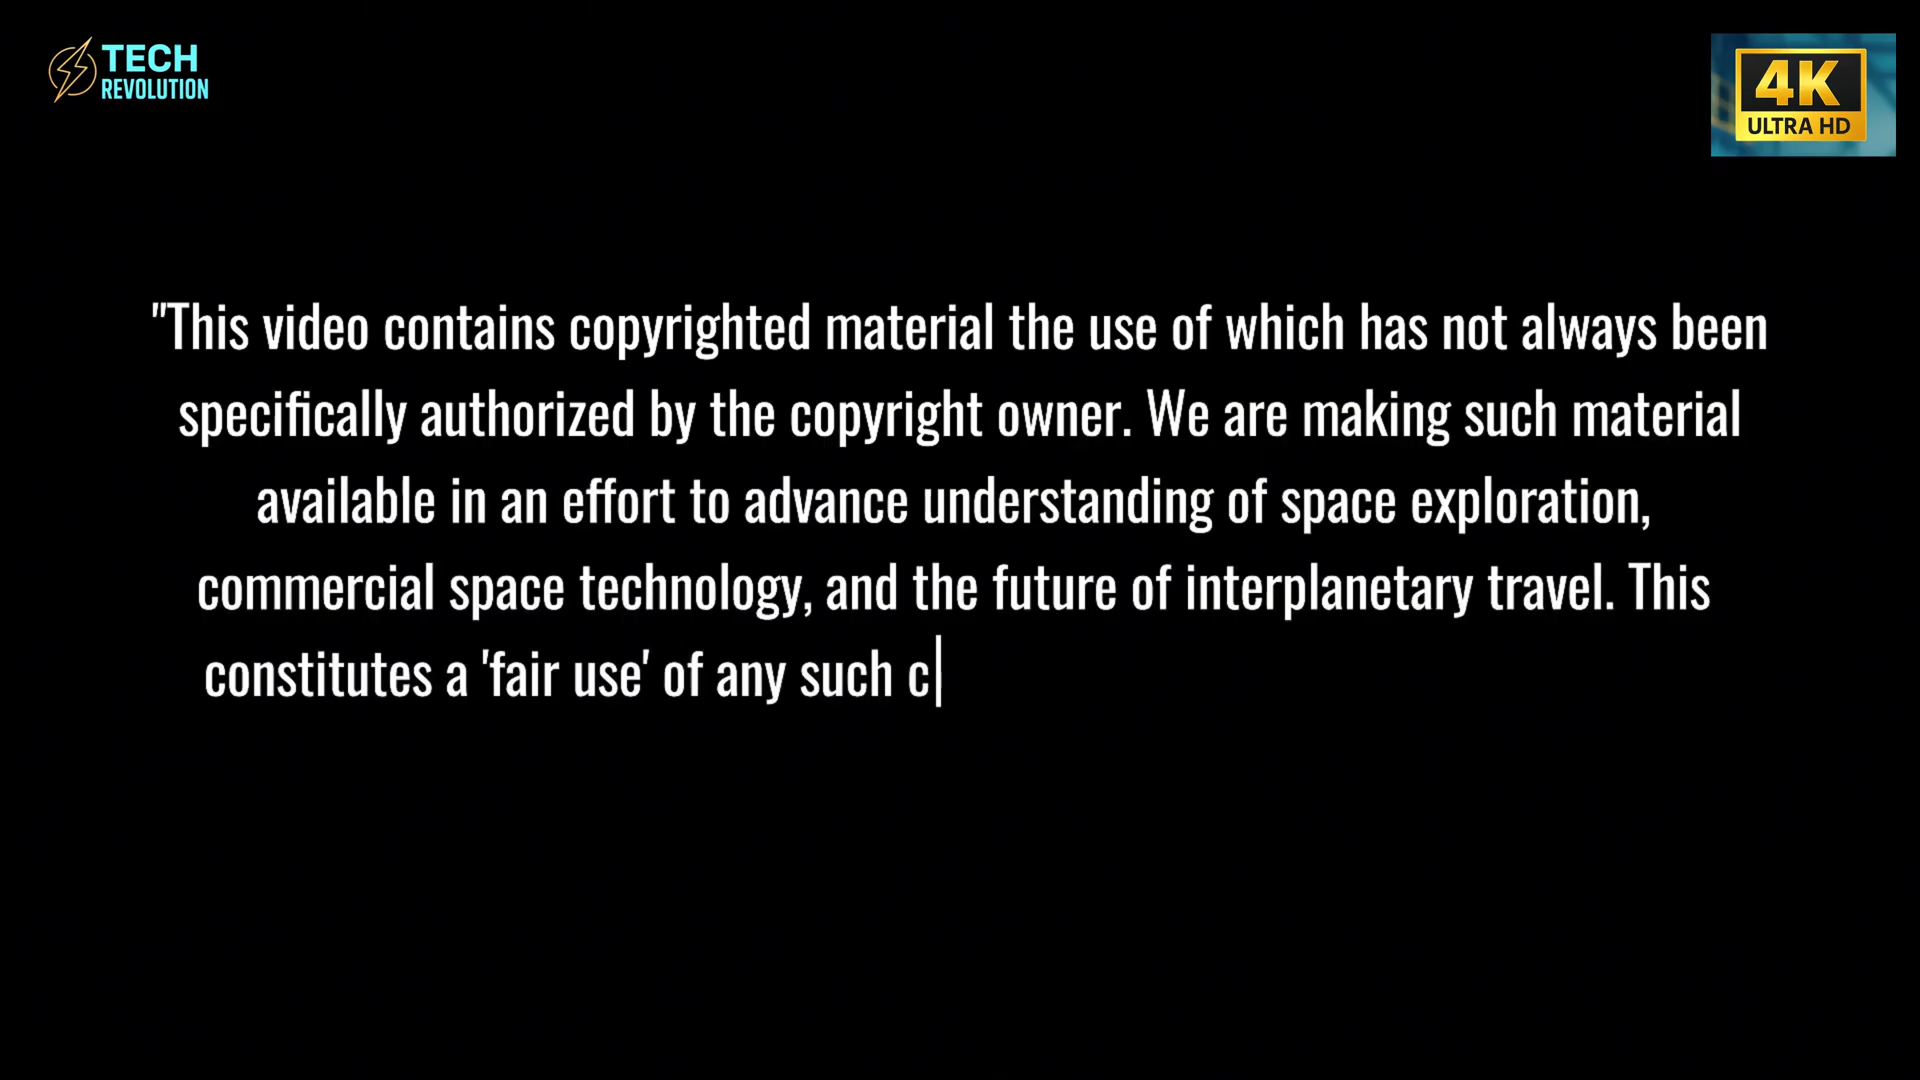 TECH
REVOLUTION
4K
ULTRA HD
"This video contains copyrighted material the use of which has not always been
specifically authorized by the copyright owner. We are making such material
available in an effort to advance understanding of space exploration,
commercial space technology, and the future of interplanetary travel. This
constitutes a 'fair use' of any such c